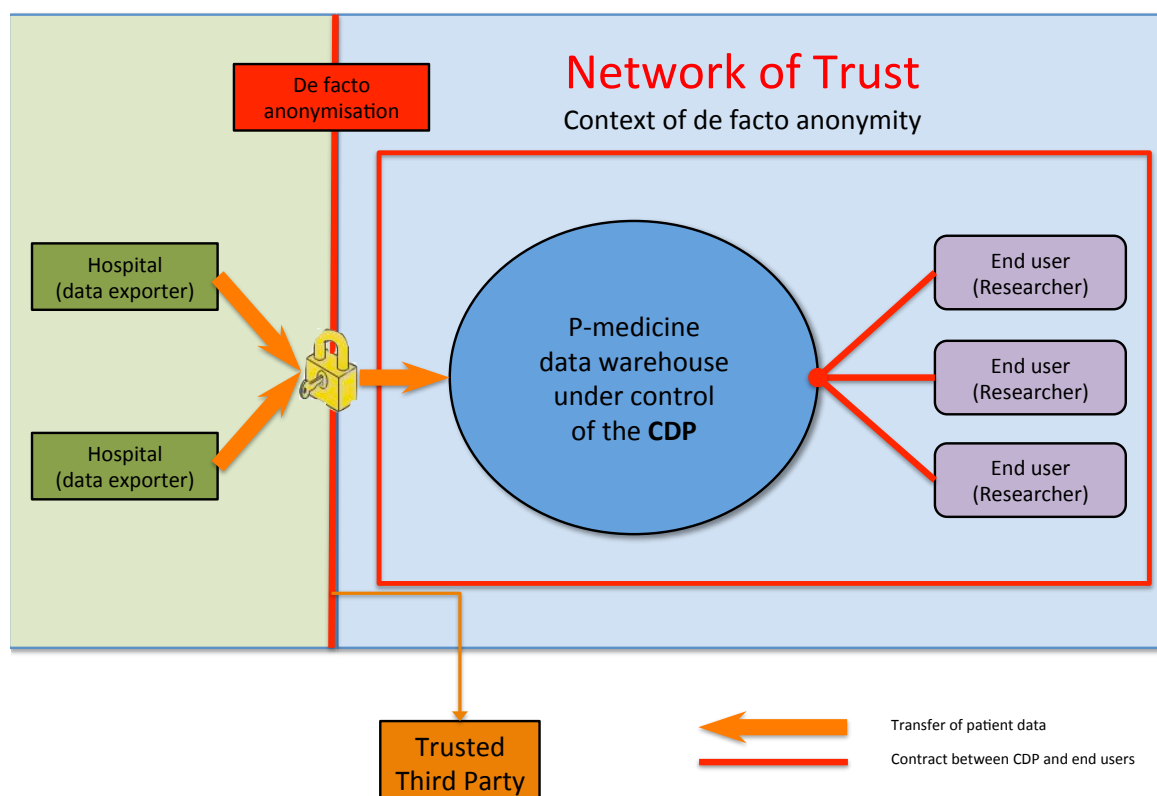 De facto
anonymisation
Network of Trust
Context of de facto anonymity
Hospital
(data exporter)
Hospital
(data exporter)
P-medicine
data warehouse
under control
of the CDP
End user
(Researcher)
End user
(Researcher)
End user
(Researcher)
Trusted
Third Party
Transfer of patient data
Contract between CDP and end users